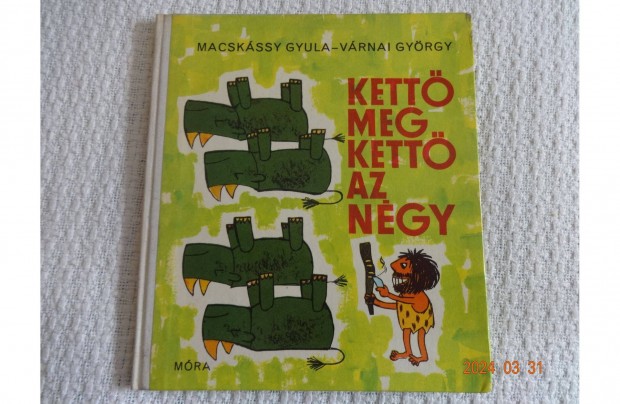 MACSKÁSSY GYULA–VÁRNAI GYÖRGY
KETTŐ
MEG
KETTŐ
AZ
NÉGY
MÓRA
2024. 03. 31